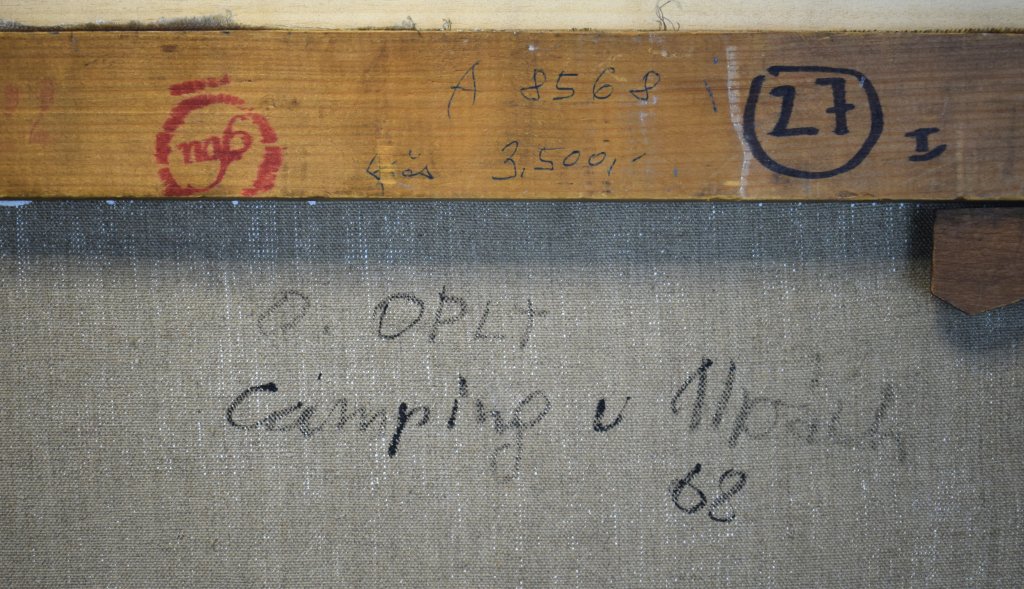 A 8568
27
I
3,500,-
O. OPLT
Camping u
68